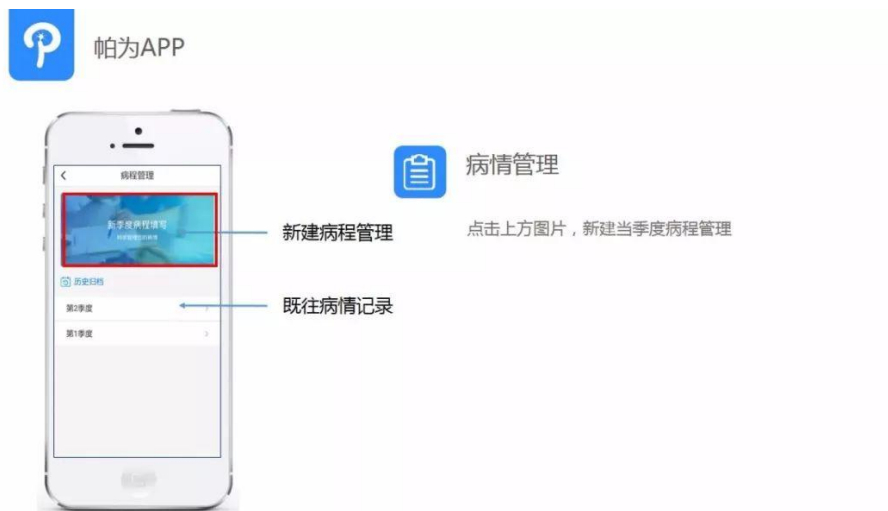 帕为APP
病程管理
新季度病程填写
历史归档
第2季度
第1季度
新建病程管理
既往病情记录
病情管理
点击上方图片，新建当季度病程管理